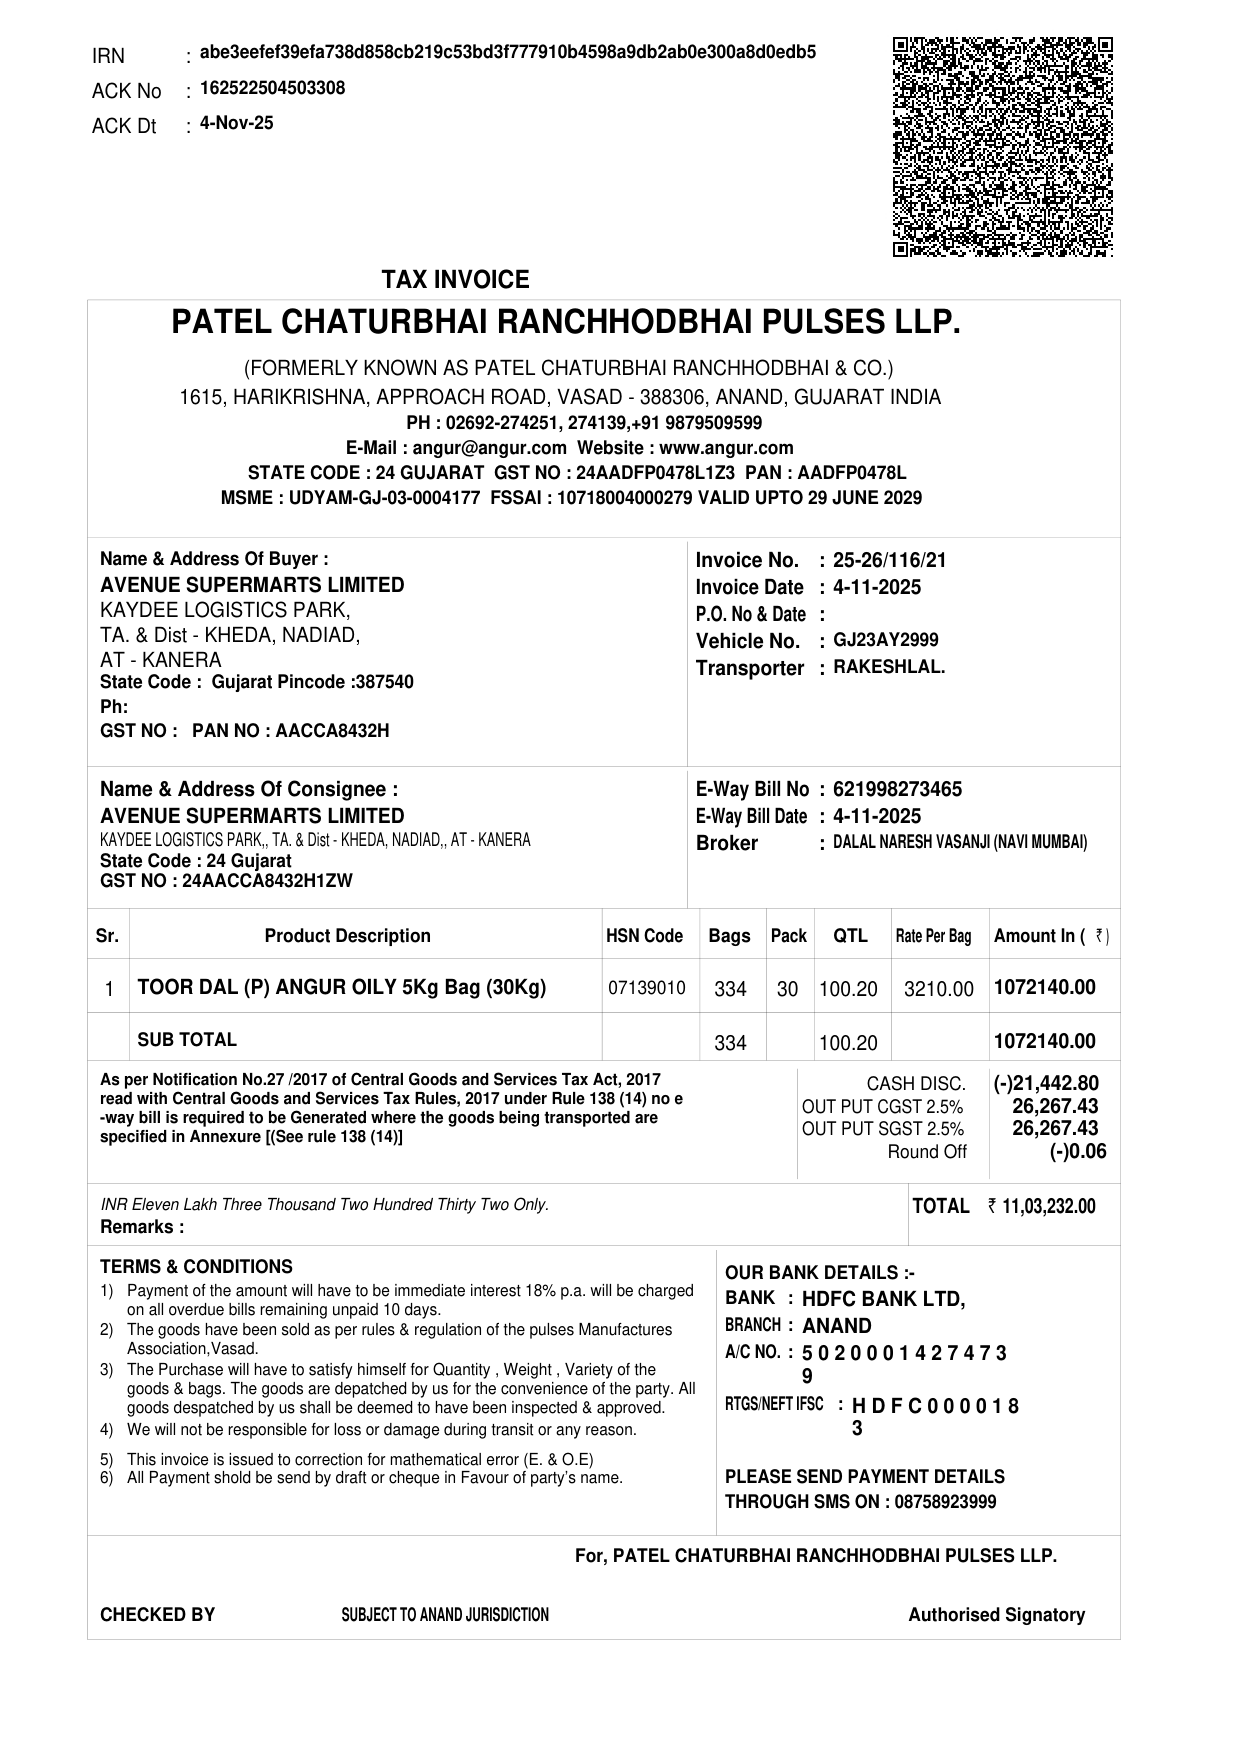 IRN : abe3eefef39efa738d858cb219c53bd3f777910b4598a9db2ab0e300a8d0edb5
ACK No : 162522504503308
ACK Dt : 4-Nov-25
TAX INVOICE
PATEL CHATURBHAI RANCHHODBHAI PULSES LLP.
(FORMERLY KNOWN AS PATEL CHATURBHAI RANCHHODBHAI & CO.)
1615, HARIKRISHNA, APPROACH ROAD, VASAD - 388306, ANAND, GUJARAT INDIA
PH : 02692-274251, 274139,+91 9879509599
E-Mail : angur@angur.com Website : www.angur.com
STATE CODE : 24 GUJARAT GST NO : 24AADFP0478L1Z3 PAN : AADFP0478L
MSME : UDYAM-GJ-03-0004177 FSSAI : 10718004000279 VALID UPTO 29 JUNE 2029
Name & Address Of Buyer :
AVENUE SUPERMARTS LIMITED
KAYDEE LOGISTICS PARK,
TA. & Dist - KHEDA, NADIAD,
AT - KANERA
State Code : Gujarat Pincode :387540
Ph:
GST NO : PAN NO : AACCA8432H
Invoice No. : 25-26/116/21
Invoice Date : 4-11-2025
P.O. No & Date :
Vehicle No. : GJ23AY2999
Transporter : RAKESHLAL.
Name & Address Of Consignee :
AVENUE SUPERMARTS LIMITED
KAYDEE LOGISTICS PARK,, TA. & Dist - KHEDA, NADIAD,, AT - KANERA
State Code : 24 Gujarat
GST NO : 24AACCA8432H1ZW
E-Way Bill No : 621998273465
E-Way Bill Date : 4-11-2025
Broker : DALAL NARESH VASANJI (NAVI MUMBAI)
Sr. Product Description HSN Code Bags Pack QTL Rate Per Bag Amount In ( ₹ )
1 TOOR DAL (P) ANGUR OILY 5Kg Bag (30Kg) 07139010 334 30 100.20 3210.00 1072140.00
SUB TOTAL 334 100.20 1072140.00
As per Notification No.27 /2017 of Central Goods and Services Tax Act, 2017
read with Central Goods and Services Tax Rules, 2017 under Rule 138 (14) no e
-way bill is required to be Generated where the goods being transported are
specified in Annexure [(See rule 138 (14)]
CASH DISC. (-)21,442.80
OUT PUT CGST 2.5% 26,267.43
OUT PUT SGST 2.5% 26,267.43
Round Off (-)0.06
INR Eleven Lakh Three Thousand Two Hundred Thirty Two Only.
Remarks :
TOTAL ₹ 11,03,232.00
TERMS & CONDITIONS
1) Payment of the amount will have to be immediate interest 18% p.a. will be charged
on all overdue bills remaining unpaid 10 days.
2) The goods have been sold as per rules & regulation of the pulses Manufactures
Association,Vasad.
3) The Purchase will have to satisfy himself for Quantity , Weight , Variety of the
goods & bags. The goods are depatched by us for the convenience of the party. All
goods despatched by us shall be deemed to have been inspected & approved.
4) We will not be responsible for loss or damage during transit or any reason.
5) This invoice is issued to correction for mathematical error (E. & O.E)
6) All Payment shold be send by draft or cheque in Favour of party's name.
OUR BANK DETAILS :-
BANK : HDFC BANK LTD,
BRANCH : ANAND
A/C NO. : 5 0 2 0 0 0 1 4 2 7 4 7 3
9
RTGS/NEFT IFSC : H D F C 0 0 0 0 1 8
3
PLEASE SEND PAYMENT DETAILS
THROUGH SMS ON : 08758923999
For, PATEL CHATURBHAI RANCHHODBHAI PULSES LLP.
CHECKED BY SUBJECT TO ANAND JURISDICTION Authorised Signatory